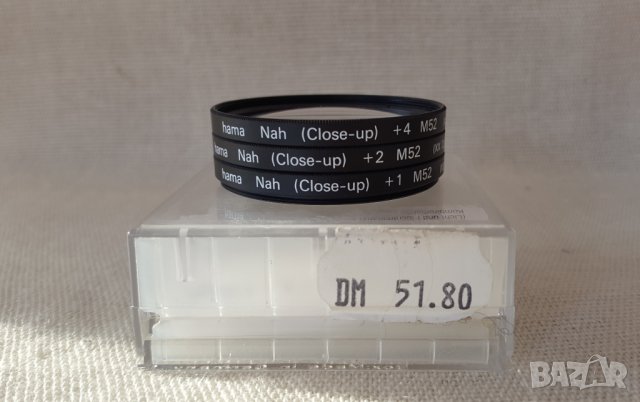 hama Nah (Close-up) +4 M52
hama Nah (Close-up) +2 M52
hama Nah (Close-up) +1 M52
DM 51.80
BAZAR